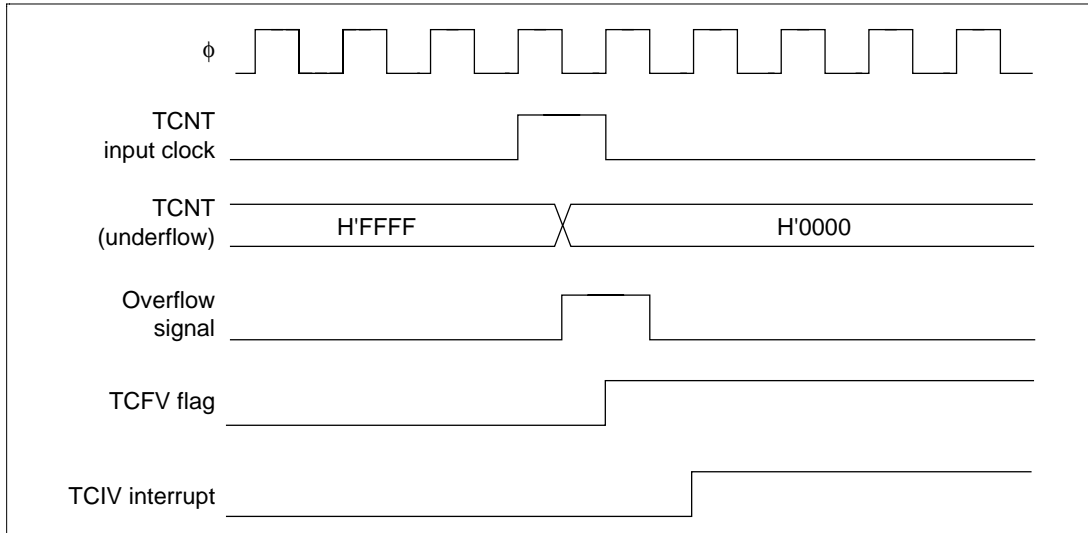 ϕ
TCNT
input clock
TCNT
(underflow)
H'FFFF
H'0000
Overflow
signal
TCFV flag
TCIV interrupt